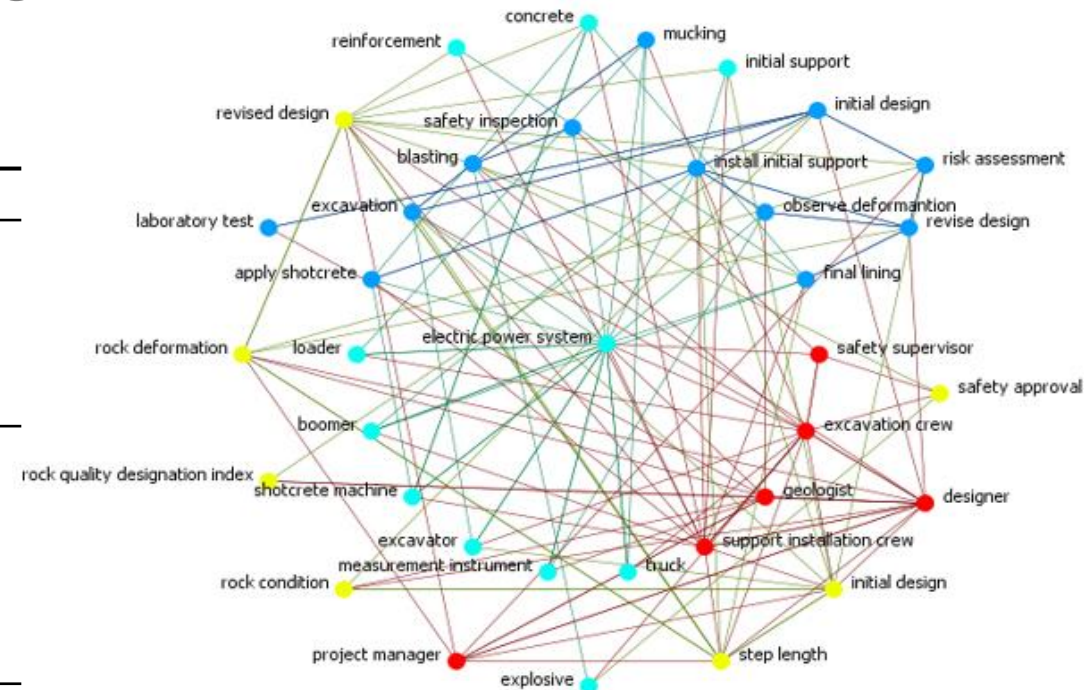 concrete
mucking
reinforcement
initial support
initial design
revised design
safety inspection
blasting
install initial support
risk assessment
excavation
observe deformantion
laboratory test
revise design
apply shotcrete
final lining
electric power system
rock deformation
loader
safety supervisor
safety approval
boomer
excavation crew
rock quality designation index
shotcrete machine
geologist
designer
excavator
support installation crew
measurement instrument
truck
rock condition
initial design
project manager
step length
explosive